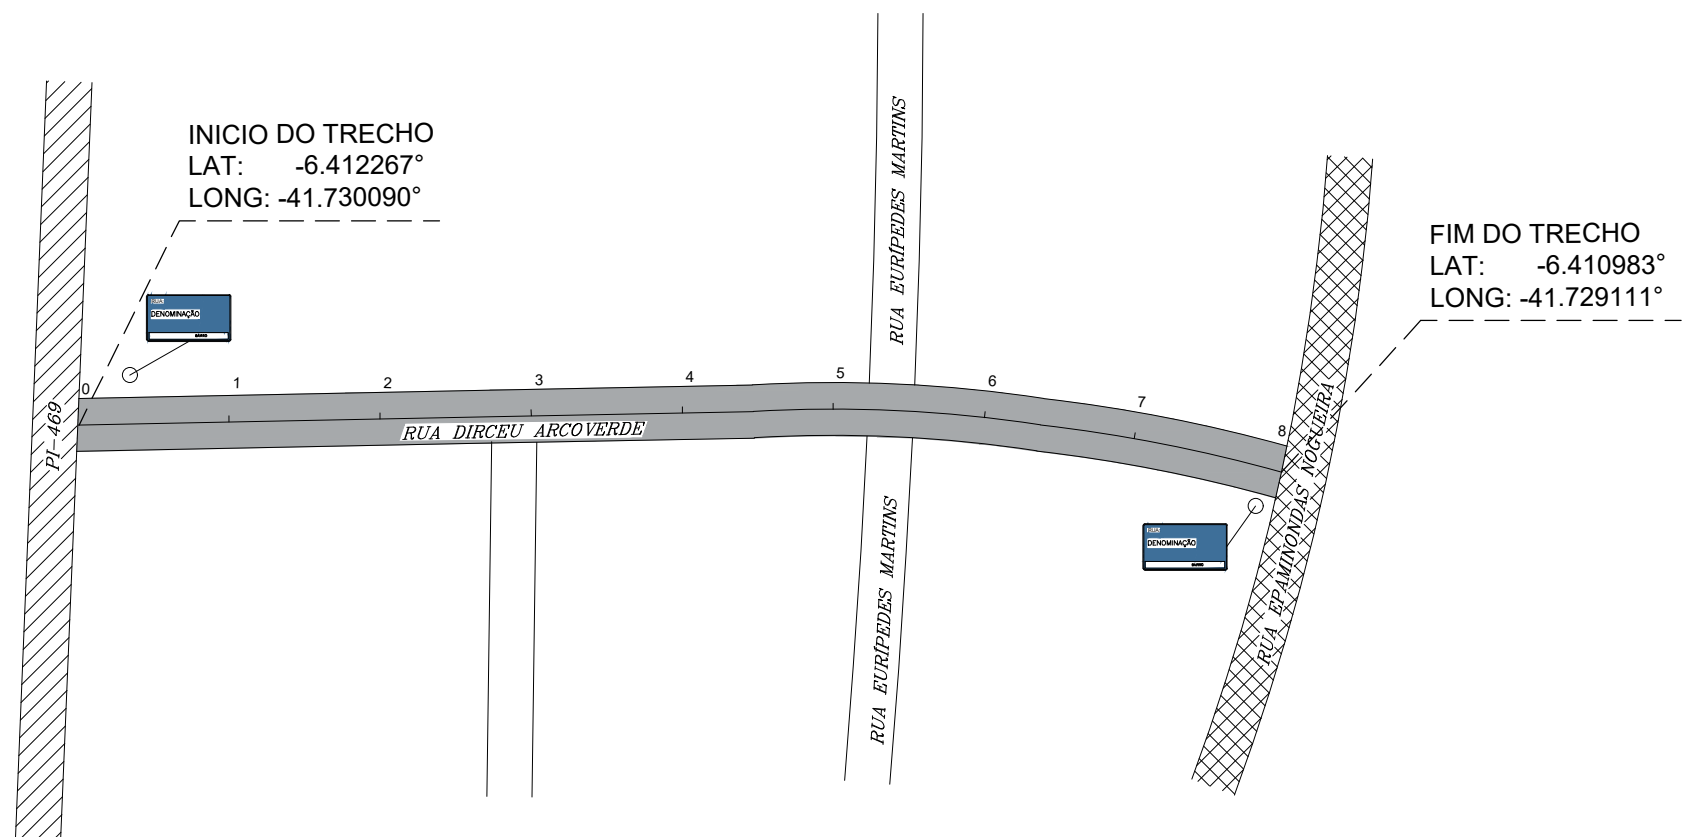 INICIO DO TRECHO
LAT: -6.412267°
LONG: -41.730090°
RUA EURÍPEDES MARTINS
FIM DO TRECHO
LAT: -6.410983°
LONG: -41.729111°
RUA
DENOMINAÇÃO
BAIRRO
0 1 2 3 4 5 6 7 8
PI-469
RUA DIRCEU ARCOVERDE
RUA EPAMINONDAS NOGUEIRA
RUA EURÍPEDES MARTINS
RUA
DENOMINAÇÃO
BAIRRO